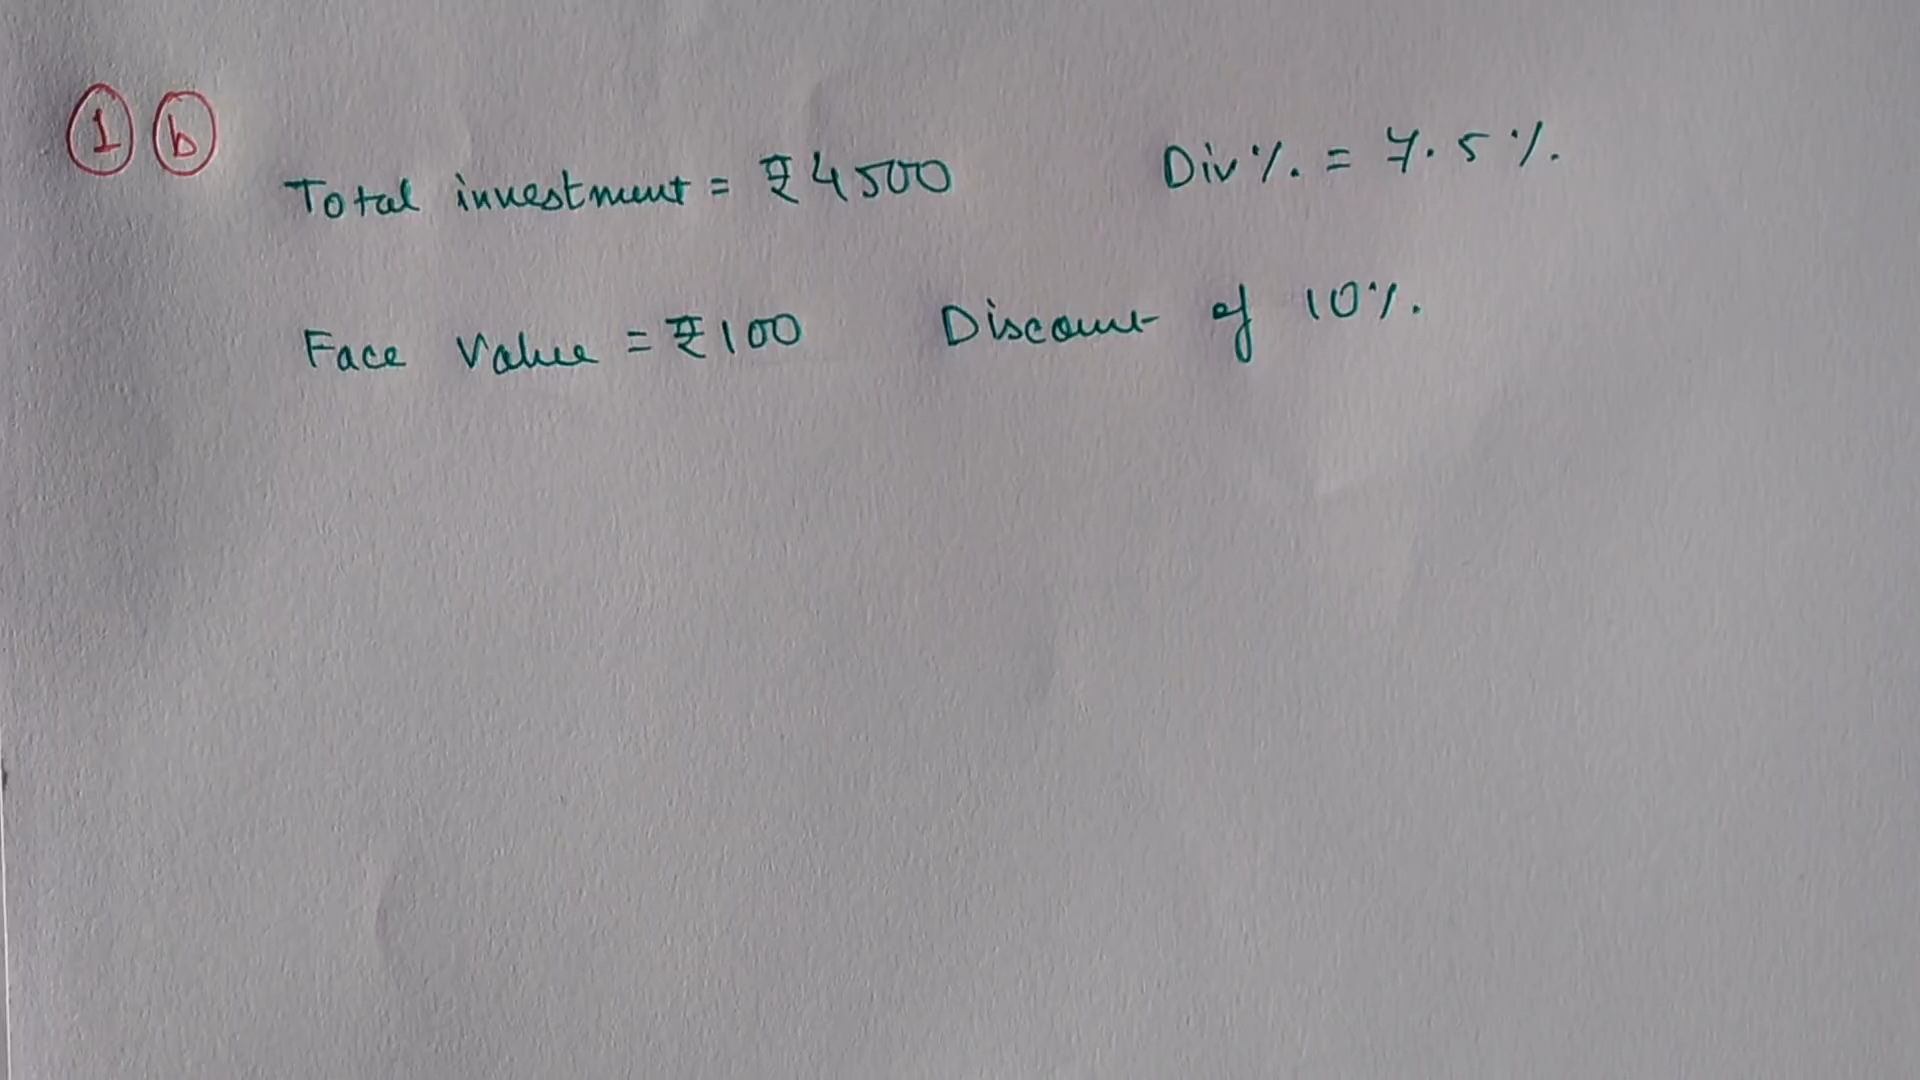 1 b
Total investment = ₹4500 Div%. = 7.5%.
Face Value = ₹100 Discount of 10%.